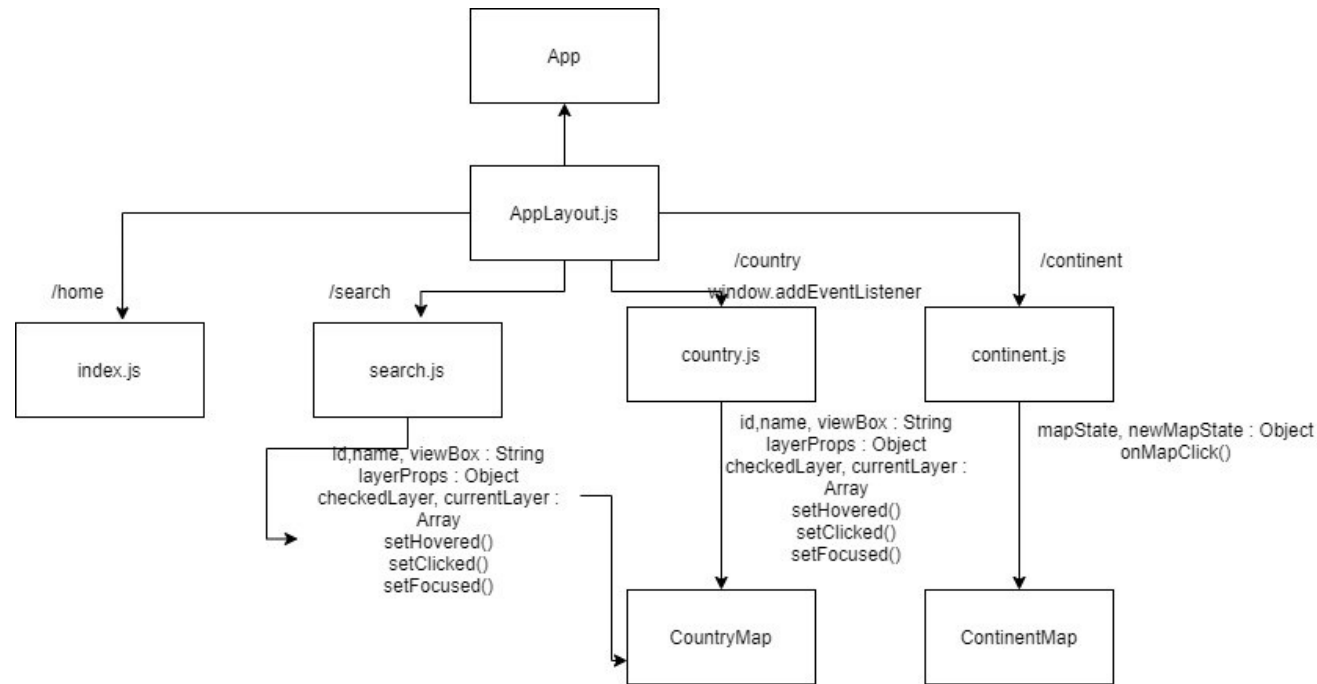 App
AppLayout.js
/home
/search
/country
window.addEventListener
/continent
index.js
search.js
country.js
continent.js
id,name, viewBox : String
layerProps : Object
checkedLayer, currentLayer :
Array
setHovered()
setClicked()
setFocused()
id,name, viewBox : String
layerProps : Object
checkedLayer, currentLayer :
Array
setHovered()
setClicked()
setFocused()
mapState, newMapState : Object
onMapClick()
CountryMap
ContinentMap